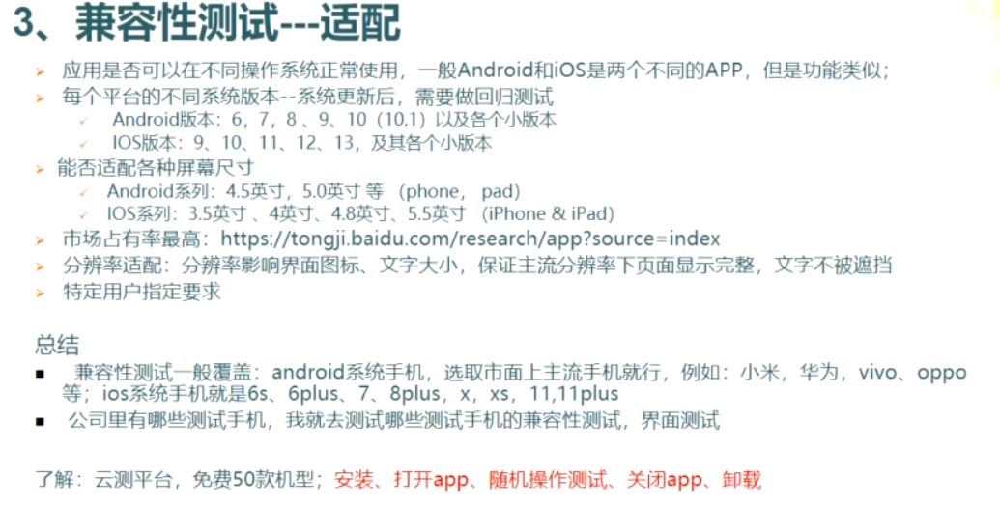 3、兼容性测试---适配
➢ 应用是否可以在不同操作系统正常使用，一般Android和iOS是两个不同的APP，但是功能类似；
➢ 每个平台的不同系统版本--系统更新后，需要做回归测试
✓ Android版本：6，7，8 、9、10（10.1）以及各个小版本
✓ IOS版本：9、10、11、12、13，及其各个小版本
➢ 能否适配各种屏幕尺寸
✓ Android系列：4.5英寸，5.0英寸 等 （phone， pad）
✓ IOS系列：3.5英寸 、4英寸、4.8英寸、5.5英寸 （iPhone & iPad）
➢ 市场占有率最高：https://tongji.baidu.com/research/app?source=index
➢ 分辨率适配：分辨率影响界面图标、文字大小，保证主流分辨率下页面显示完整，文字不被遮挡
➢ 特定用户指定要求
总结
■ 兼容性测试一般覆盖：android系统手机，选取市面上主流手机就行，例如：小米，华为，vivo、oppo
等；ios系统手机就是6s、6plus、7、8plus，x，xs，11,11plus
■ 公司里有哪些测试手机，我就去测试哪些测试手机的兼容性测试，界面测试
了解：云测平台，免费50款机型；安装、打开app、随机操作测试、关闭app、卸载